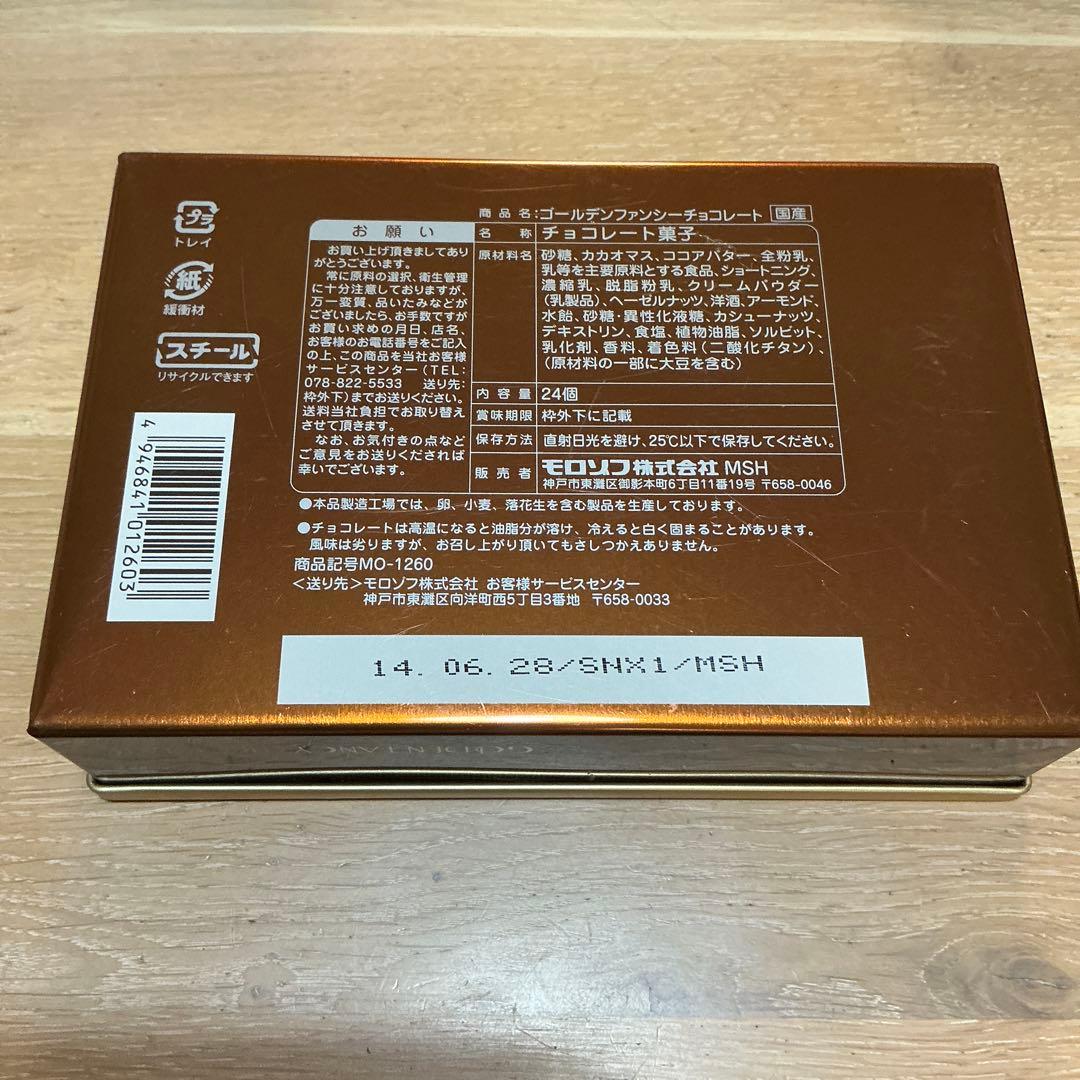 プラ
トレイ
紙
緩衝材
スチール
リサイクルできます
4 946841 012603
お願い
お買い上げ頂きましてあり
がとうございます。
常に原料の選択、衛生管理
に十分注意しておりますが、
万一変質、品いたみなどが
ございましたら、お手数ですが
お買い求めの月日、店名、
お客様のお電話番号をご記入
の上、この商品を当社お客様
サービスセンター(TEL:
078-822-5533 送り先:
枠外下)までお送りください。
送料当社負担でお取り替え
させて頂きます。
なお、お気付きの点など
ご意見をお送りくだされば
幸いでございます。
商品名:ゴールデンファンシーチョコレート 国産
名称 チョコレート菓子
原材料名 砂糖、カカオマス、ココアバター、全粉乳、
乳等を主要原料とする食品、ショートニング、
濃縮乳、脱脂粉乳、クリームパウダー
(乳製品)、ヘーゼルナッツ、洋酒、アーモンド、
水飴、砂糖・異性化液糖、カシューナッツ、
デキストリン、食塩、植物油脂、ソルビット、
乳化剤、香料、着色料(二酸化チタン)、
(原材料の一部に大豆を含む)
内容量 24個
賞味期限 枠外下に記載
保存方法 直射日光を避け、25℃以下で保存してください。
販売者 モロゾフ株式会社 MSH
神戸市東灘区御影本町6丁目11番19号 〒658-0046
●本品製造工場では、卵、小麦、落花生を含む製品を生産しております。
●チョコレートは高温になると油脂分が溶け、冷えると白く固まることがあります。
風味は劣りますが、お召し上がり頂いてもさしつかえありません。
商品記号MO-1260
<送り先>モロゾフ株式会社 お客様サービスセンター
神戸市東灘区向洋町西5丁目3番地 〒658-0033
14. 06. 28/SNX1/MSH